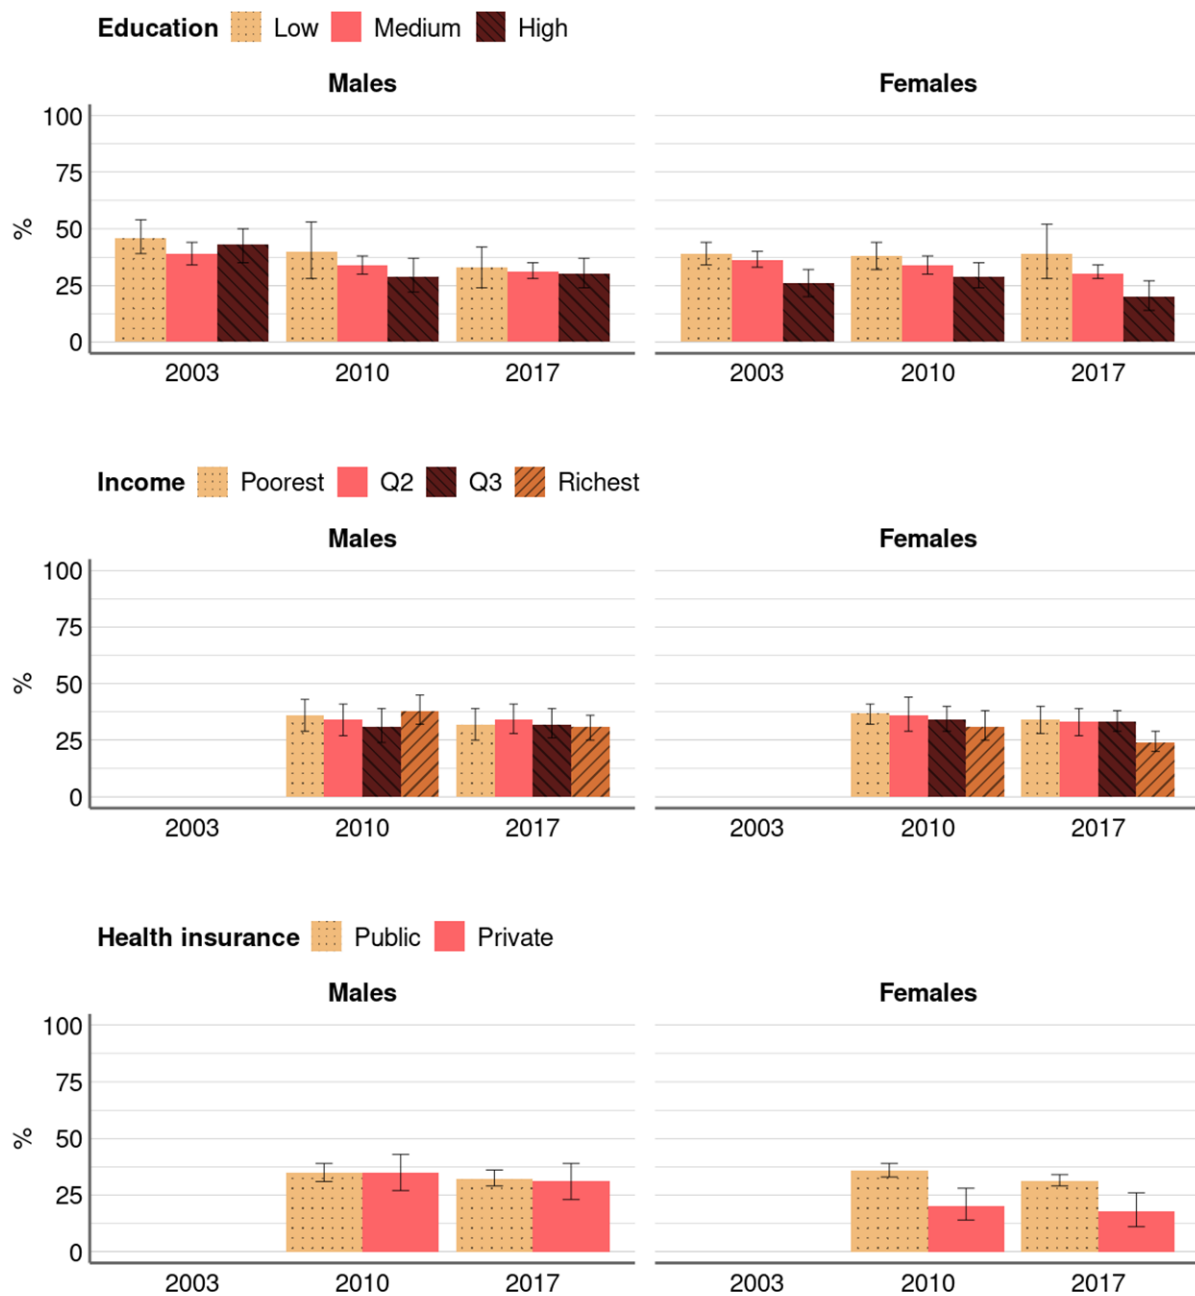 Education Low Medium High
Males Females
100
75
50
25
0
%
2003 2010 2017 2003 2010 2017
Income Poorest Q2 Q3 Richest
Males Females
100
75
50
25
0
%
2003 2010 2017 2003 2010 2017
Health insurance Public Private
Males Females
100
75
50
25
0
%
2003 2010 2017 2003 2010 2017